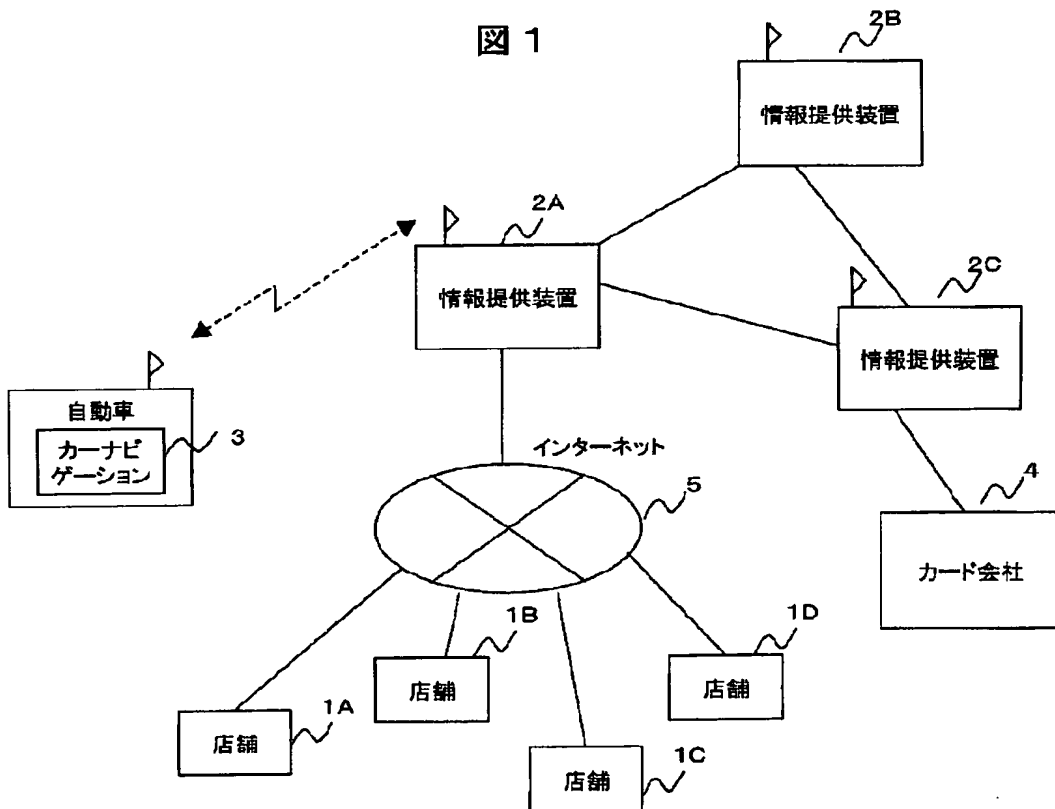 図1
2B
情報提供装置
2A
情報提供装置
2C
情報提供装置
自動車
カーナビ
ゲーション
3
インターネット
5
4
カード会社
1B
店舗
1D
店舗
1A
店舗
1C
店舗